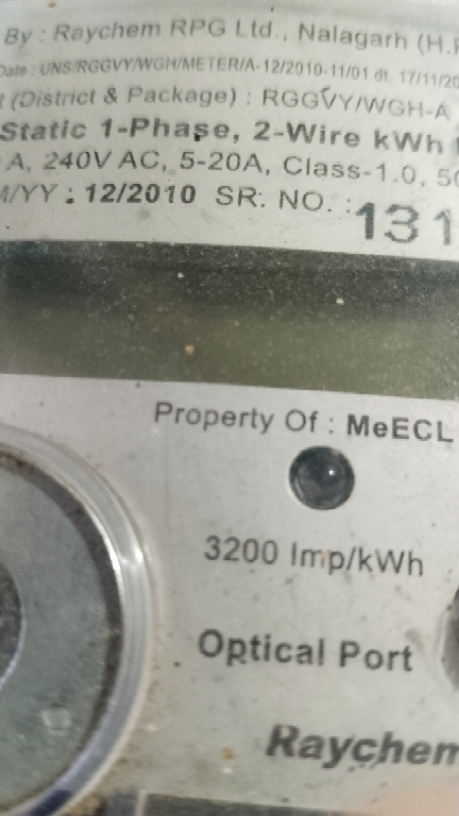 By : Raychem RPG Ltd., Nalagarh (H.P
Date : UNS/RGGVY/WGH/METER/A-12/2010-11/01 dt. 17/11/20
(District & Package) : RGGVY/WGH-A
Static 1-Phase, 2-Wire kWh
A, 240V AC, 5-20A, Class-1.0, 50
/YY : 12/2010 SR. NO. : 131
Property Of : MeECL
3200 Imp/kWh
Optical Port
Raychem